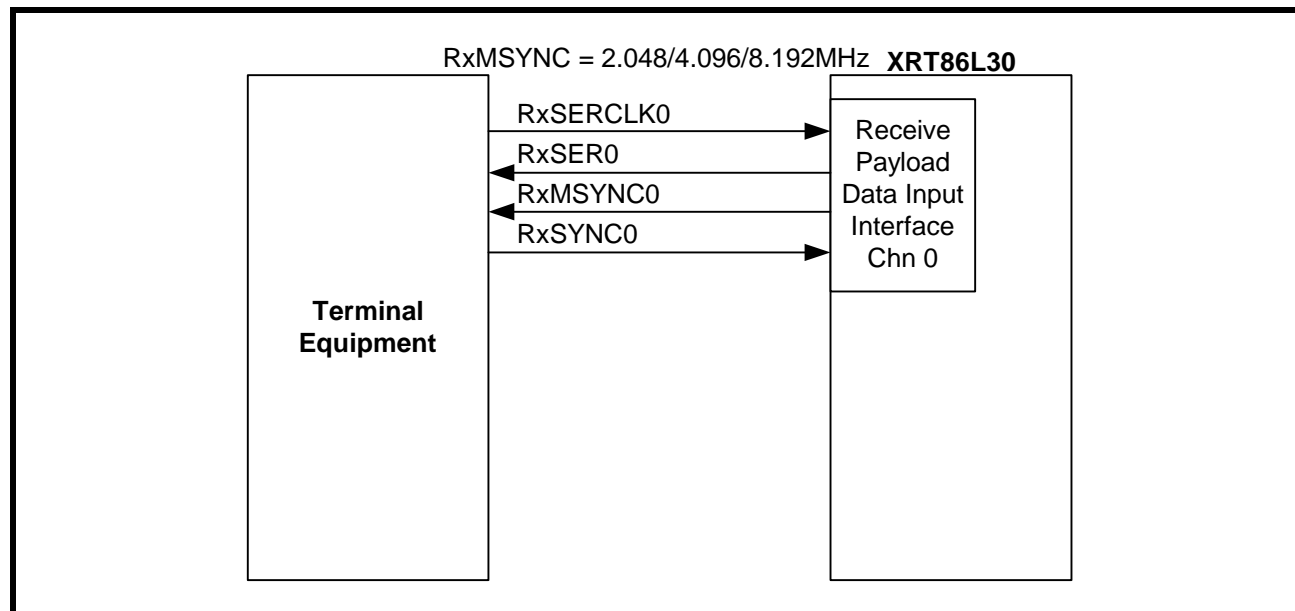 RxMSYNC = 2.048/4.096/8.192MHz XRT86L30
RxSERCLK0
RxSER0
RxMSYNC0
RxSYNC0
Receive
Payload
Data Input
Interface
Chn 0
Terminal
Equipment